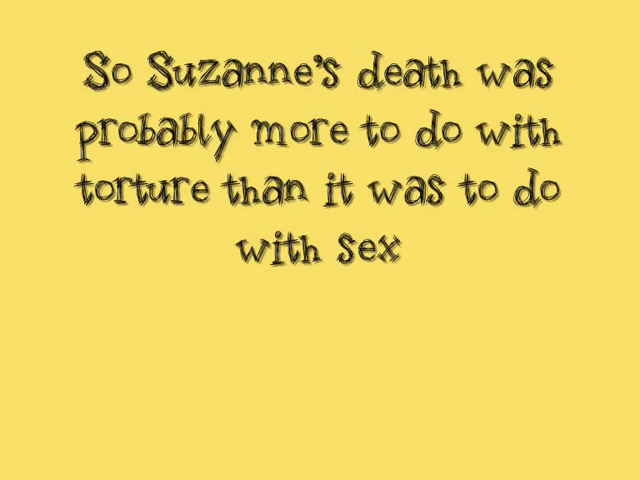 So Suzanne's death was
probably more to do with
torture than it was to do
with sex